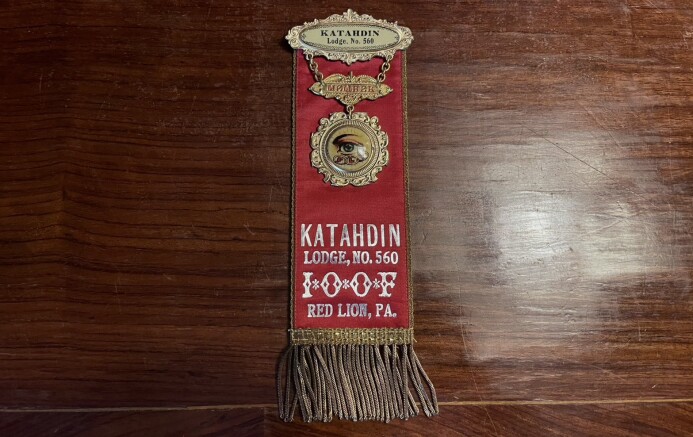 KATAHDIN
Lodge, No. 560
MEMBER
KATAHDIN
LODGE, NO. 560
I*O*O*F
RED LION, PA.